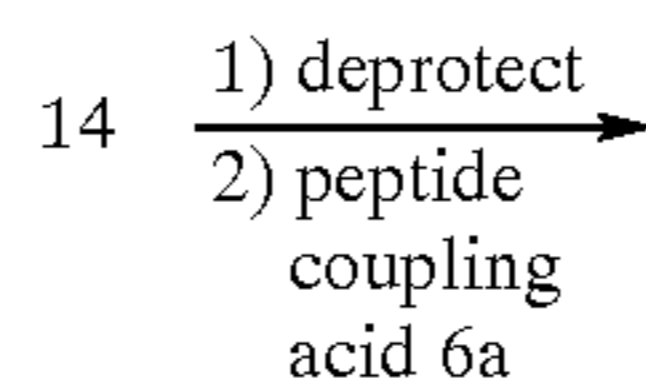 1) deprotect
14
2) peptide
coupling
acid 6a